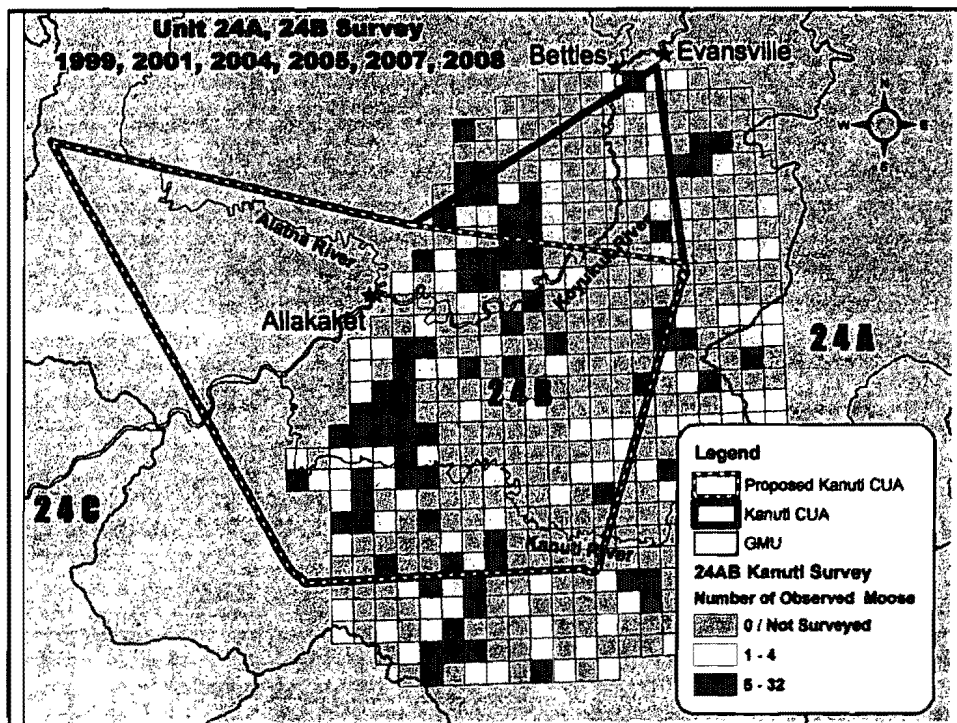 Unit 24A, 24B Survey
1999, 2001, 2004, 2005, 2007, 2008
Bettles
Evansville
N
W
E
S
Alatna River
Koyukuk River
Allakaket
24A
24B
24C
Kanuti River
Legend
Proposed Kanuti CUA
Kanuti CUA
GMU
24AB Kanuti Survey
Number of Observed Moose
0 / Not Surveyed
1 - 4
5 - 32